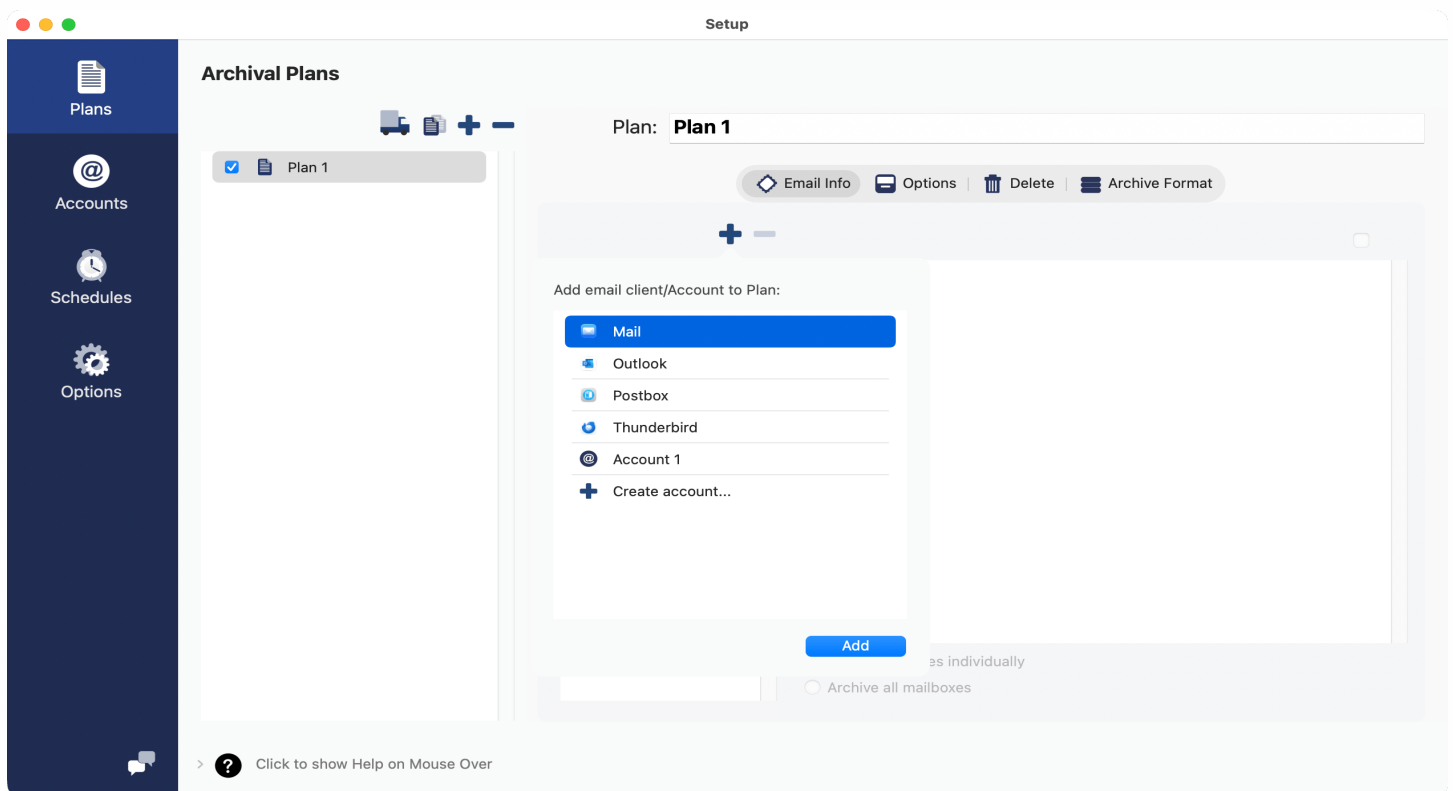 Setup
Plans
Accounts
Schedules
Options
Archival Plans
Plan 1
Plan: Plan 1
Email Info Options Delete Archive Format
Add email client/Account to Plan:
Mail
Outlook
Postbox
Thunderbird
Account 1
Create account...
Add
individually
Archive all mailboxes
? Click to show Help on Mouse Over